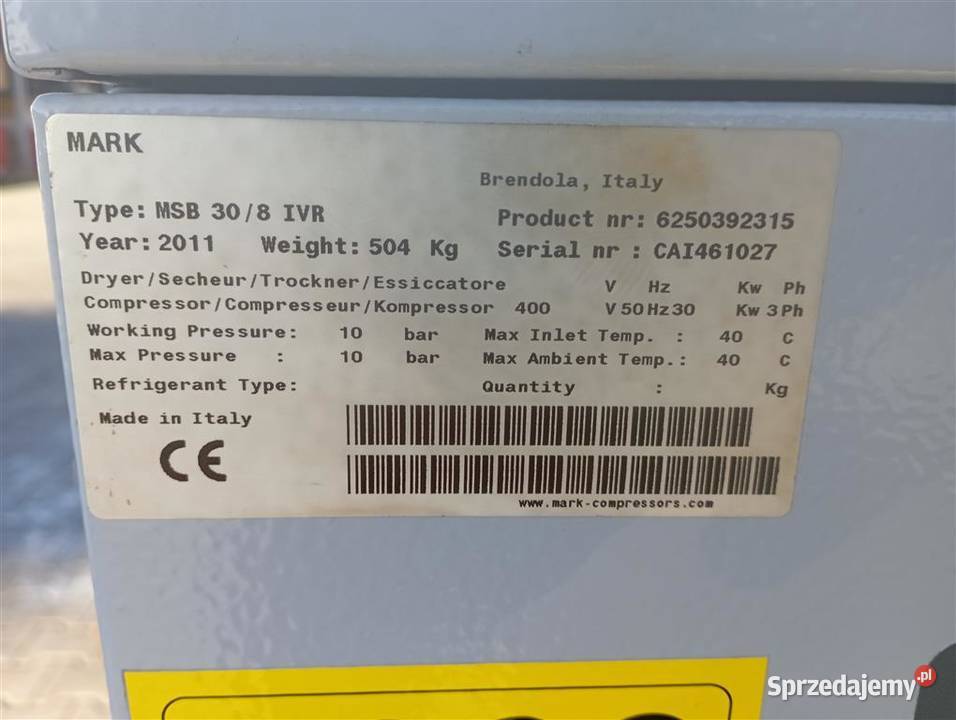 MARK
Brendola, Italy
Type: MSB 30/8 IVR
Product nr: 6250392315
Year: 2011 Weight: 504 Kg
Serial nr : CAI461027
Dryer/Secheur/Trockner/Essiccatore V Hz Kw Ph
Compressor/Compresseur/Kompressor 400 V 50 Hz 30 Kw 3 Ph
Working Pressure: 10 bar Max Inlet Temp. : 40 C
Max Pressure : 10 bar Max Ambient Temp.: 40 C
Refrigerant Type: Quantity : Kg
Made in Italy
CE
www.mark-compressors.com
Sprzedajemy.pl